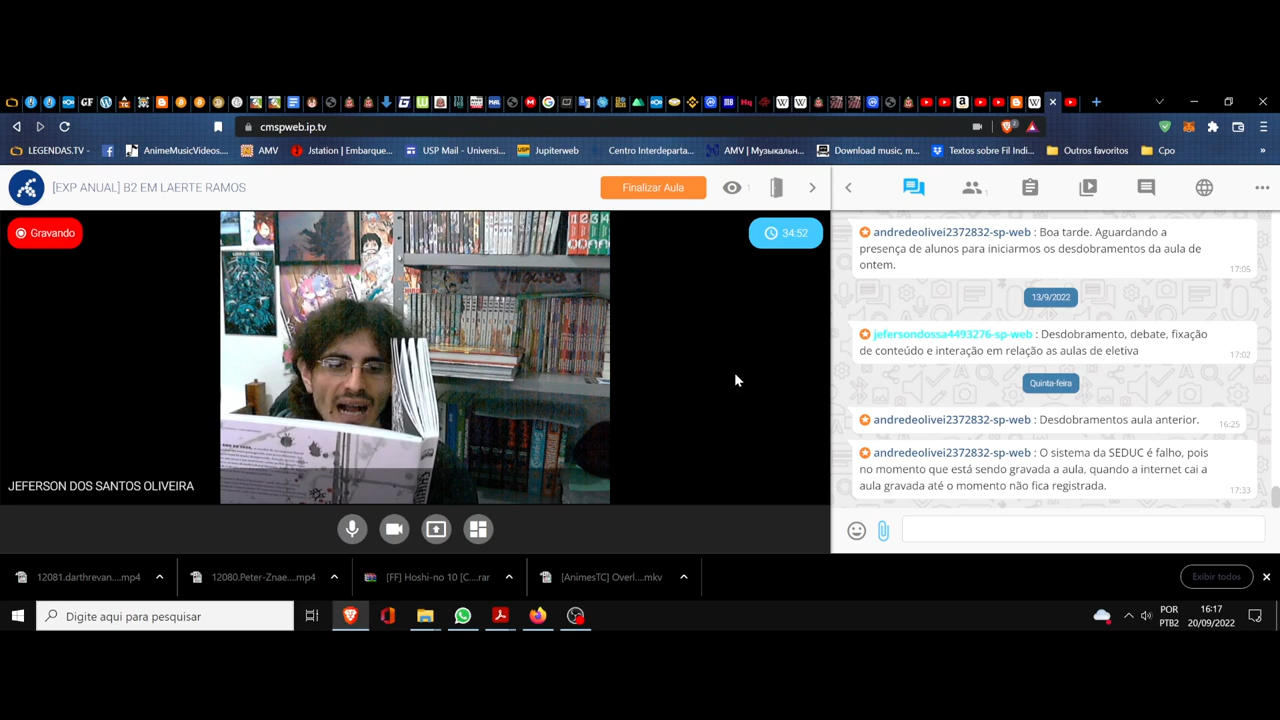 cmspweb.ip.tv
2
LEGENDAS.TV -
AnimeMusicVideos...
AMV
Jstation | Embarque...
USP Mail - Universi...
Jupiterweb
Centro Interdeparta...
AMV | Музыкальн...
Download music, m...
Textos sobre Fil Indi...
Outros favoritos
Cpo
»
[EXP ANUAL] B2 EM LAERTE RAMOS
Finalizar Aula
1
1
Gravando
34:52
JEFERSON DOS SANTOS OLIVEIRA
andredeolivei2372832-sp-web : Boa tarde. Aguardando a
presença de alunos para iniciarmos os desdobramentos da aula de
ontem.
17:05
13/9/2022
jefersondossa4493276-sp-web : Desdobramento, debate, fixação
de conteúdo e interação em relação as aulas de eletiva
17:02
Quinta-feira
andredeolivei2372832-sp-web : Desdobramentos aula anterior.
16:25
andredeolivei2372832-sp-web : O sistema da SEDUC é falho, pois
no momento que está sendo gravada a aula, quando a internet cai a
aula gravada até o momento não fica registrada.
17:33
12081.darthrevan....mp4
12080.Peter-Znae....mp4
[FF] Hoshi-no 10 [C....rar
[AnimesTC] Overl....mkv
Exibir todos
Digite aqui para pesquisar
POR
PTB2
16:17
20/09/2022